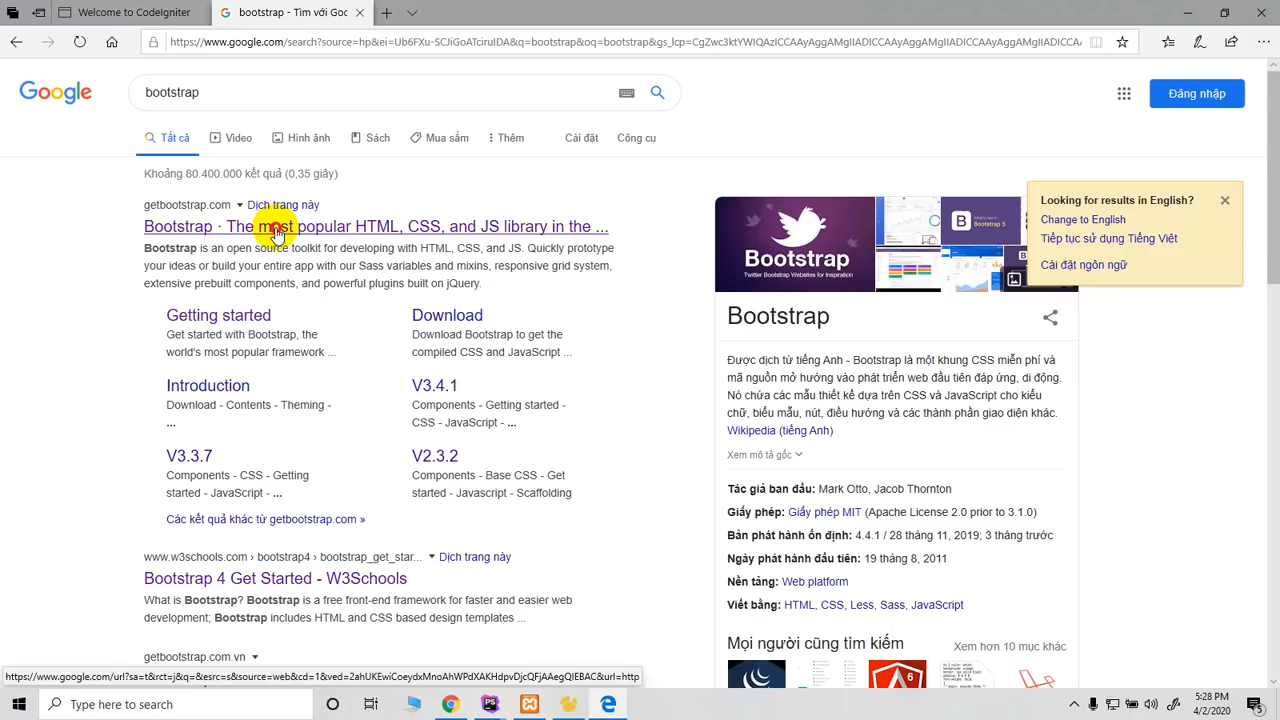 Welcome to CodeIgniter
bootstrap - Tìm với Goo
https://www.google.com/search?source=hp&ei=Ub6FXu-SCJiGoATciruIDA&q=bootstrap&oq=bootstrap&gs_lcp=CgZwc3ktYWIQAzICCAAyAggAMgIIADICCAAyAggAMgIIADICCAAyAggAMgIIADICCA
Google
bootstrap
Đăng nhập
Tất cả Video Hình ảnh Sách Mua sắm Thêm Cài đặt Công cụ
Khoảng 80.400.000 kết quả (0,35 giây)
getbootstrap.com Dịch trang này
Bootstrap · The most popular HTML, CSS, and JS library in the ...
Bootstrap is an open source toolkit for developing with HTML, CSS, and JS. Quickly prototype
your ideas or build your entire app with our Sass variables and mixins, responsive grid system,
extensive prebuilt components, and powerful plugins built on jQuery.
Getting started
Get started with Bootstrap, the
world's most popular framework ...
Download
Download Bootstrap to get the
compiled CSS and JavaScript ...
Introduction
Download - Contents - Theming -
...
V3.4.1
Components - Getting started -
CSS - JavaScript - ...
V3.3.7
Components - CSS - Getting
started - JavaScript - ...
V2.3.2
Components - Base CSS - Get
started - Javascript - Scaffolding
Các kết quả khác từ getbootstrap.com »
www.w3schools.com › bootstrap4 › bootstrap_get_star... Dịch trang này
Bootstrap 4 Get Started - W3Schools
What is Bootstrap? Bootstrap is a free front-end framework for faster and easier web
development; Bootstrap includes HTML and CSS based design templates ...
getbootstrap.com.vn
Looking for results in English?
Change to English
Tiếp tục sử dụng Tiếng Việt
Cài đặt ngôn ngữ
Bootstrap
Twitter Bootstrap Websites for Inspiration
Bootstrap
Được dịch từ tiếng Anh - Bootstrap là một khung CSS miễn phí và
mã nguồn mở hướng vào phát triển web đầu tiên đáp ứng, di động.
Nó chứa các mẫu thiết kế dựa trên CSS và JavaScript cho kiểu
chữ, biểu mẫu, nút, điều hướng và các thành phần giao diện khác.
Wikipedia (tiếng Anh)
Xem mô tả gốc
Tác giả ban đầu: Mark Otto, Jacob Thornton
Giấy phép: Giấy phép MIT (Apache License 2.0 prior to 3.1.0)
Bản phát hành ổn định: 4.4.1 / 28 tháng 11, 2019; 3 tháng trước
Ngày phát hành đầu tiên: 19 tháng 8, 2011
Nền tảng: Web platform
Viết bằng: HTML, CSS, Less, Sass, JavaScript
Mọi người cũng tìm kiếm
Xem hơn 10 mục khác
Type here to search
5:28 PM
4/2/2020